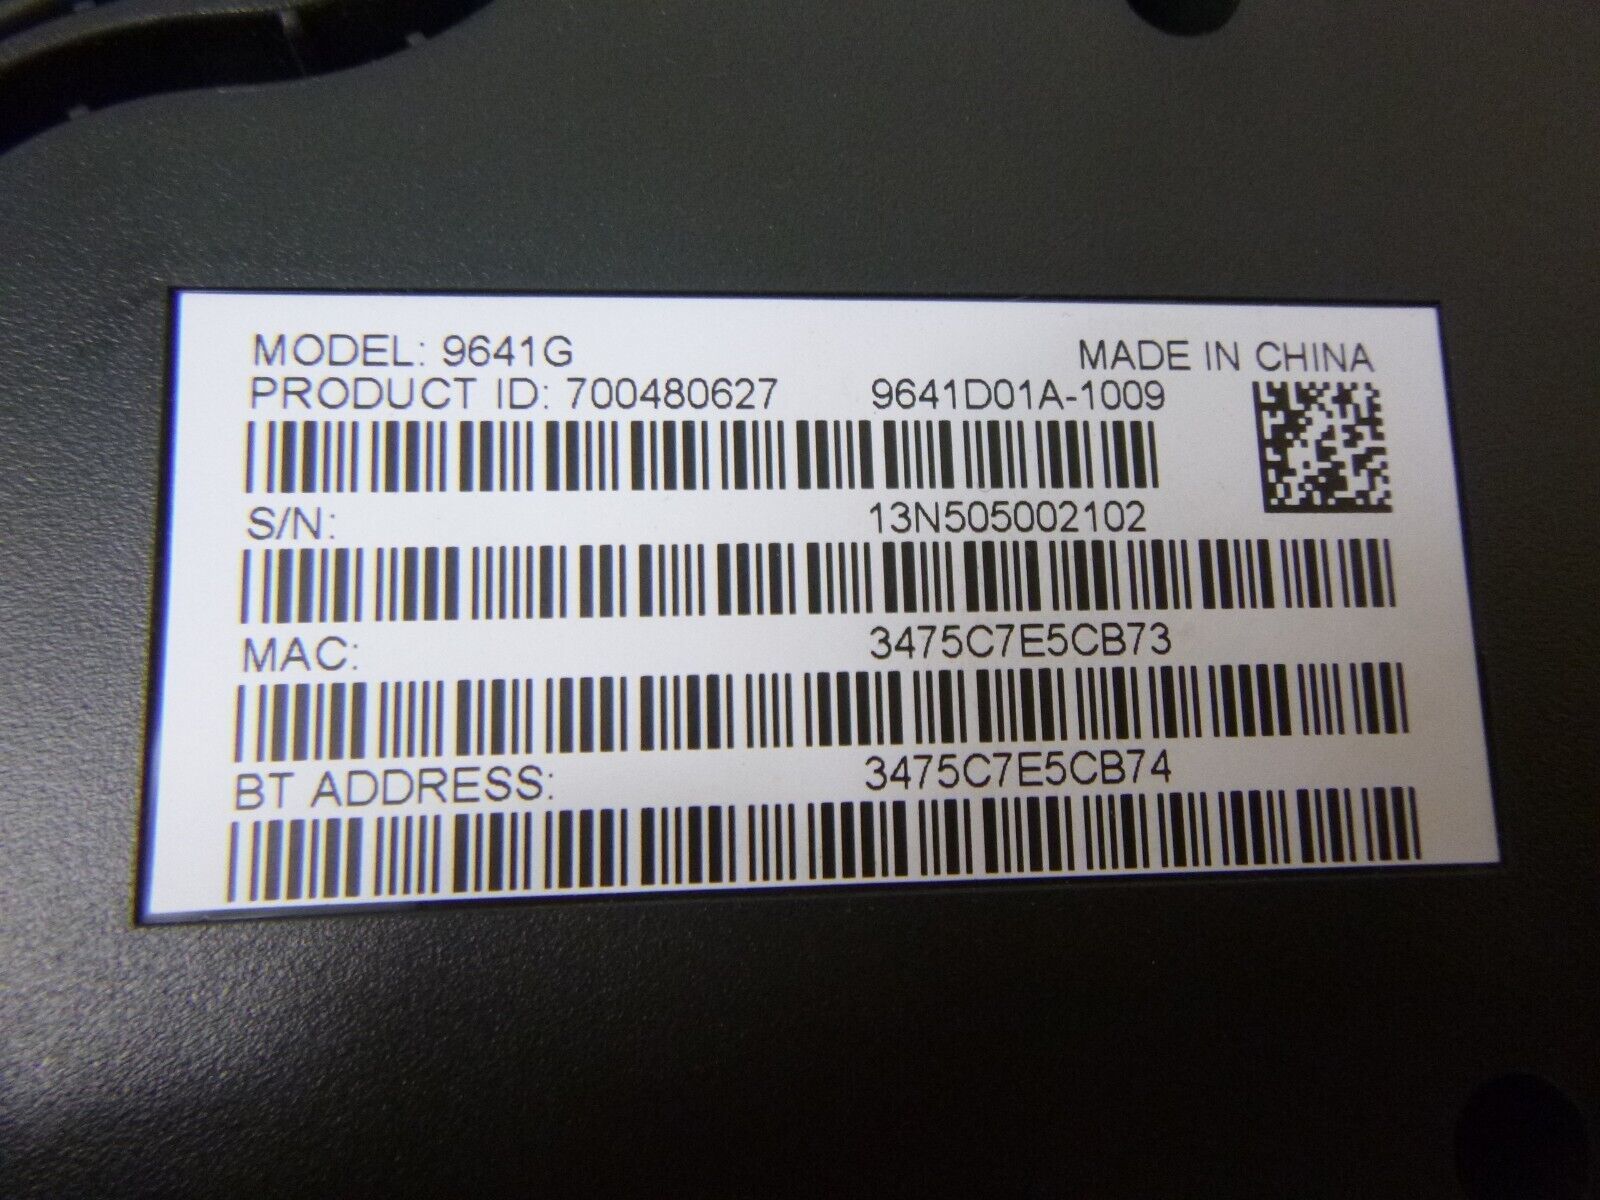 MODEL: 9641G MADE IN CHINA
PRODUCT ID: 700480627 9641D01A-1009
S/N: 13N505002102
MAC: 3475C7E5CB73
BT ADDRESS: 3475C7E5CB74